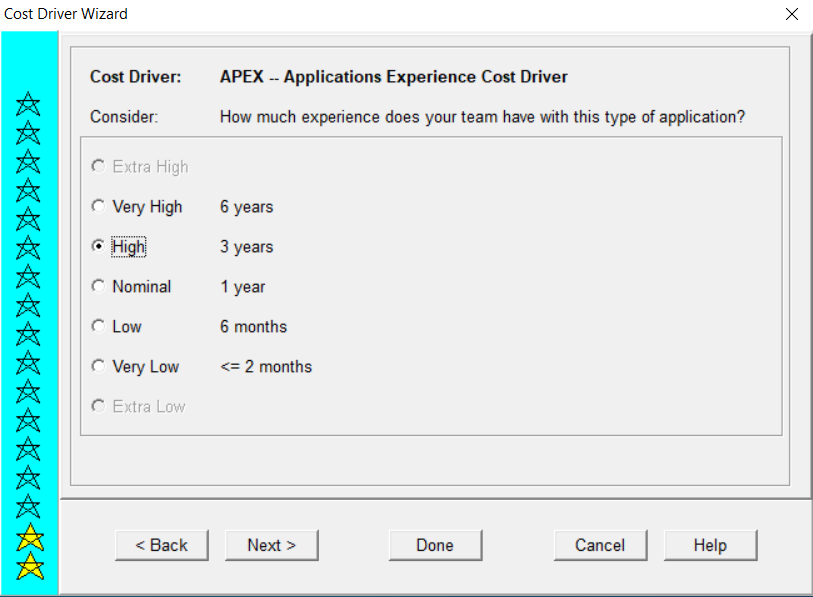 Cost Driver Wizard
Cost Driver: APEX -- Applications Experience Cost Driver
Consider: How much experience does your team have with this type of application?
Extra High
Very High 6 years
High 3 years
Nominal 1 year
Low 6 months
Very Low <= 2 months
Extra Low
< Back Next > Done Cancel Help